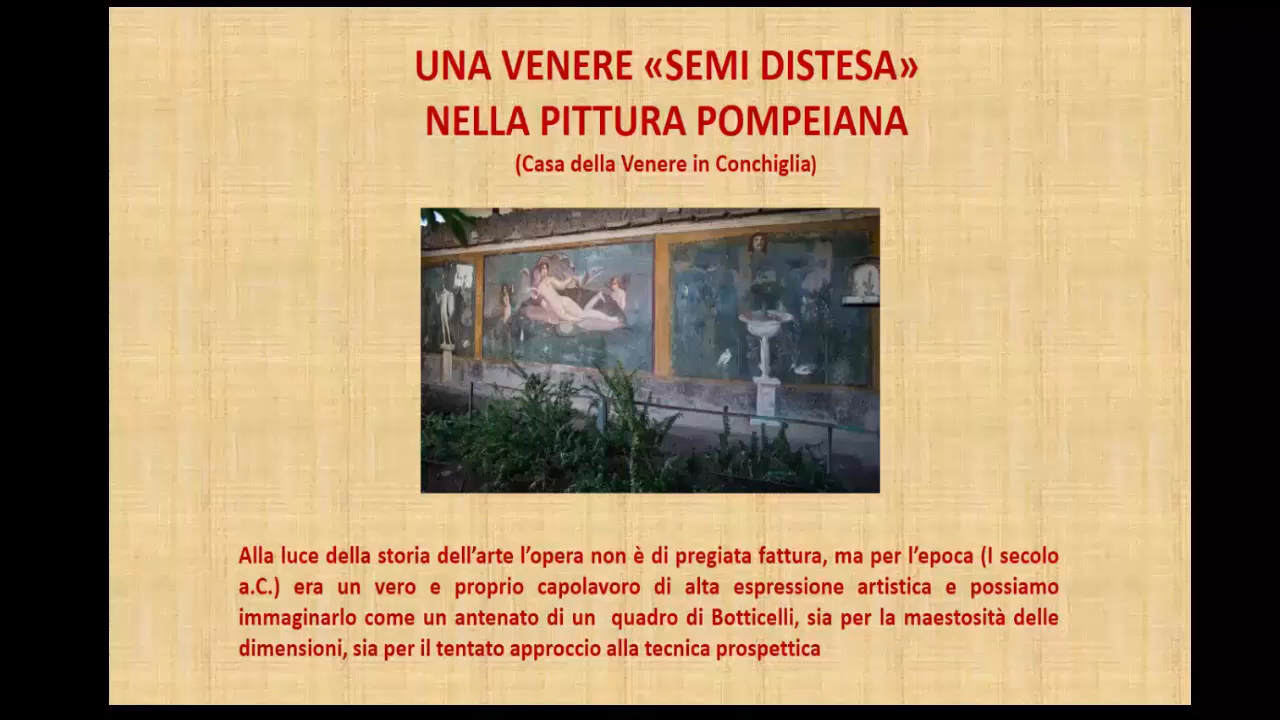 UNA VENERE «SEMI DISTESA»
NELLA PITTURA POMPEIANA
(Casa della Venere in Conchiglia)
Alla luce della storia dell'arte l'opera non è di pregiata fattura, ma per l'epoca (I secolo
a.C.) era un vero e proprio capolavoro di alta espressione artistica e possiamo
immaginarlo come un antenato di un quadro di Botticelli, sia per la maestosità delle
dimensioni, sia per il tentato approccio alla tecnica prospettica